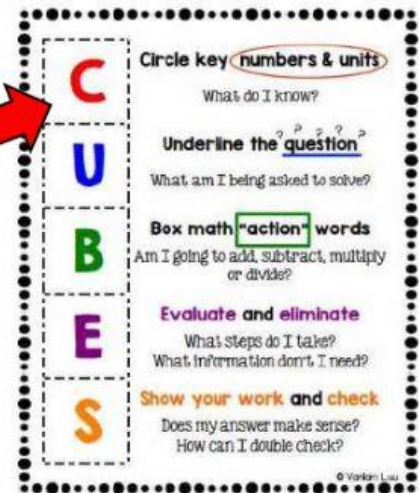 C
Circle key numbers & units
What do I know?
U
? ? ? ?
Underline the question
What am I being asked to solve?
B
Box math "action" words
Am I going to add, subtract, multiply
or divide?
E
Evaluate and eliminate
What steps do I take?
What information don't I need?
S
Show your work and check
Does my answer make sense?
How can I double check?
©